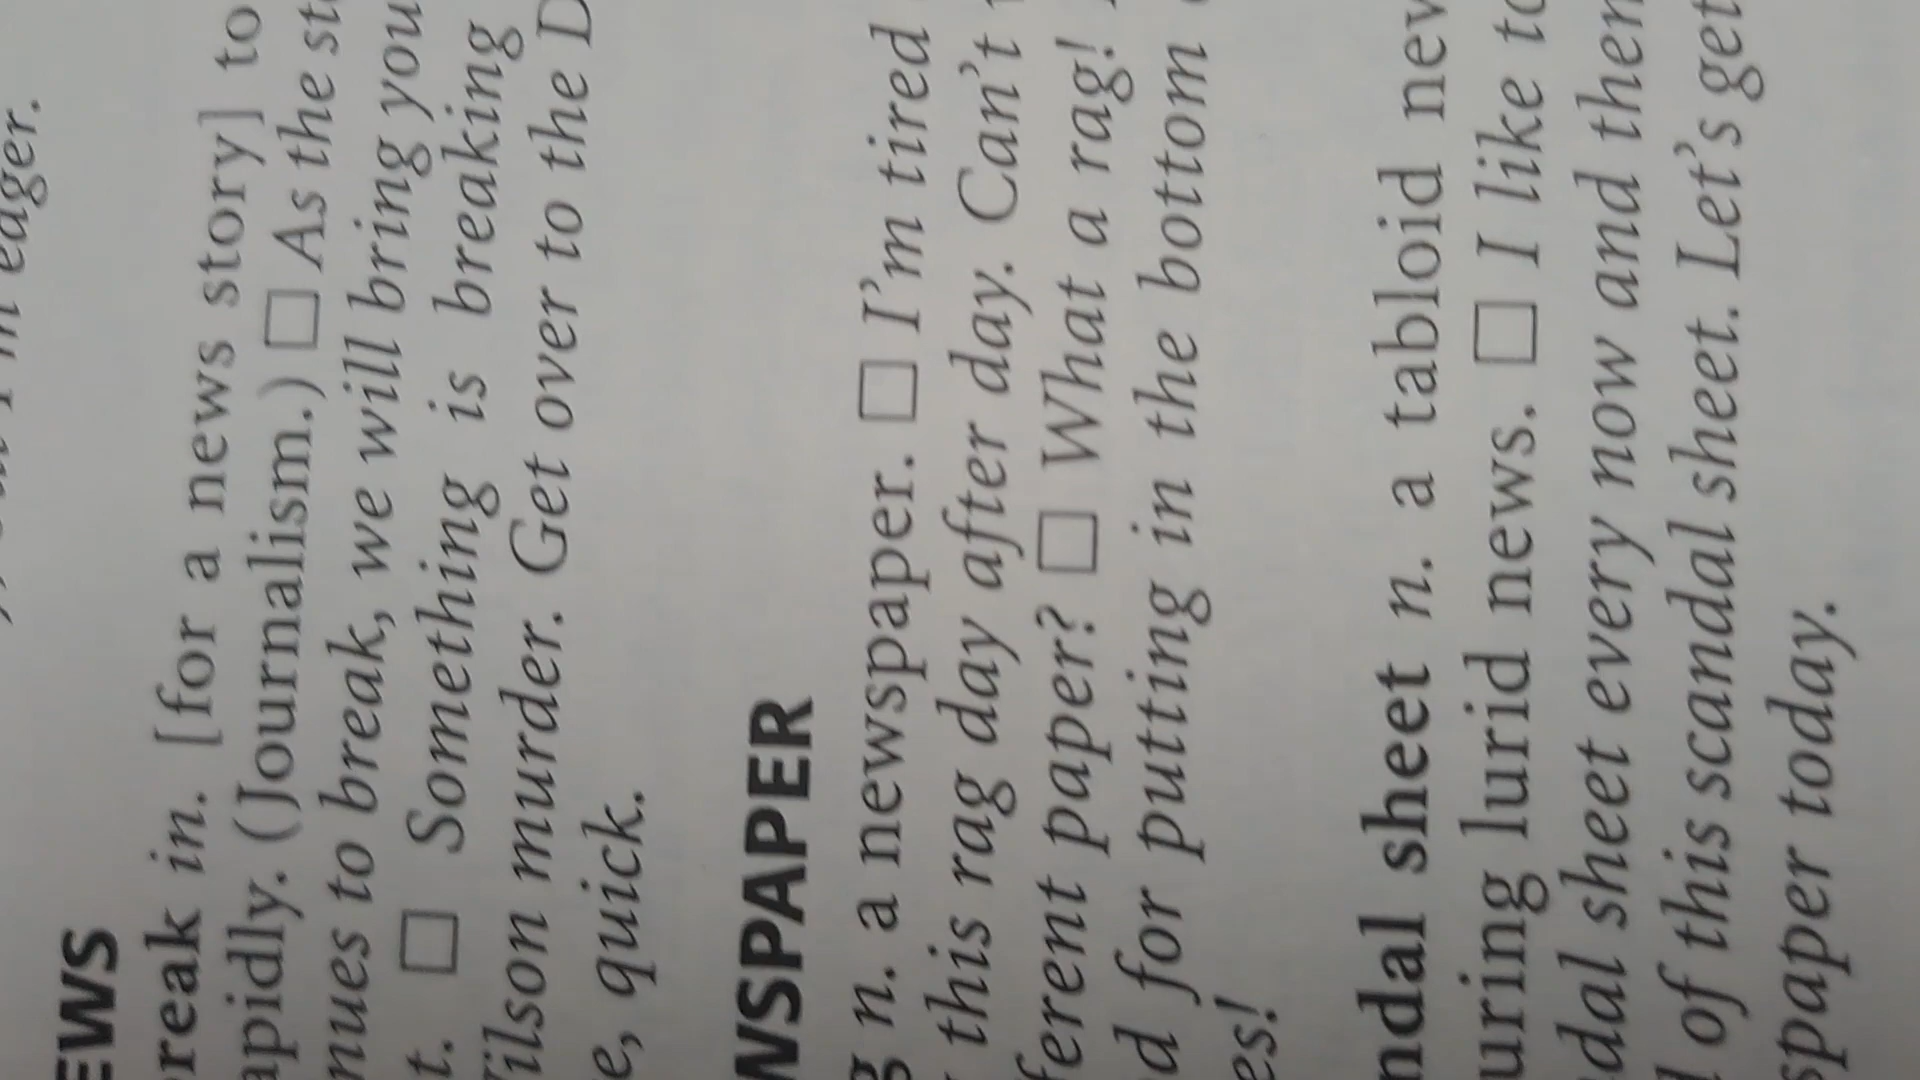 eager.
EWS
reak in. [for a news story] to
apidly. (Journalism.) □ As the st
nues to break, we will bring you
t. □ Something is breaking
ilson murder. Get over to the D
e, quick.
WSPAPER
g n. a newspaper. □ I'm tired
this rag day after day. Can't
ferent paper? □ What a rag!
d for putting in the bottom
es!
ndal sheet n. a tabloid new
uring lurid news. □ I like to
dal sheet every now and then
l of this scandal sheet. Let's get
spaper today.